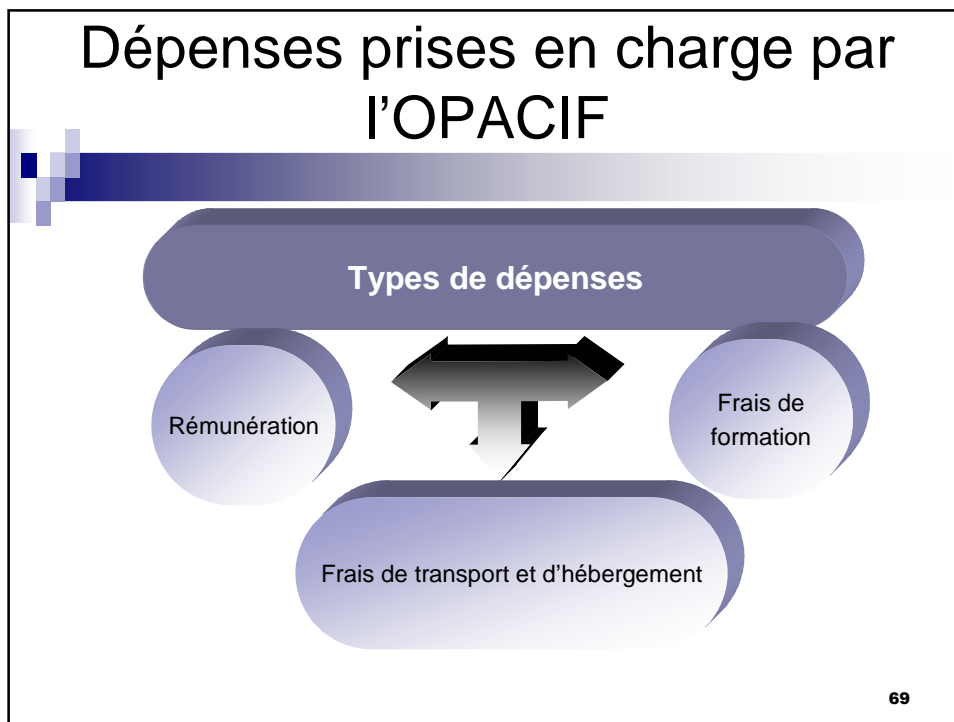 Dépenses prises en charge par
l'OPACIF
Types de dépenses
Rémunération
Frais de
formation
Frais de transport et d'hébergement
69